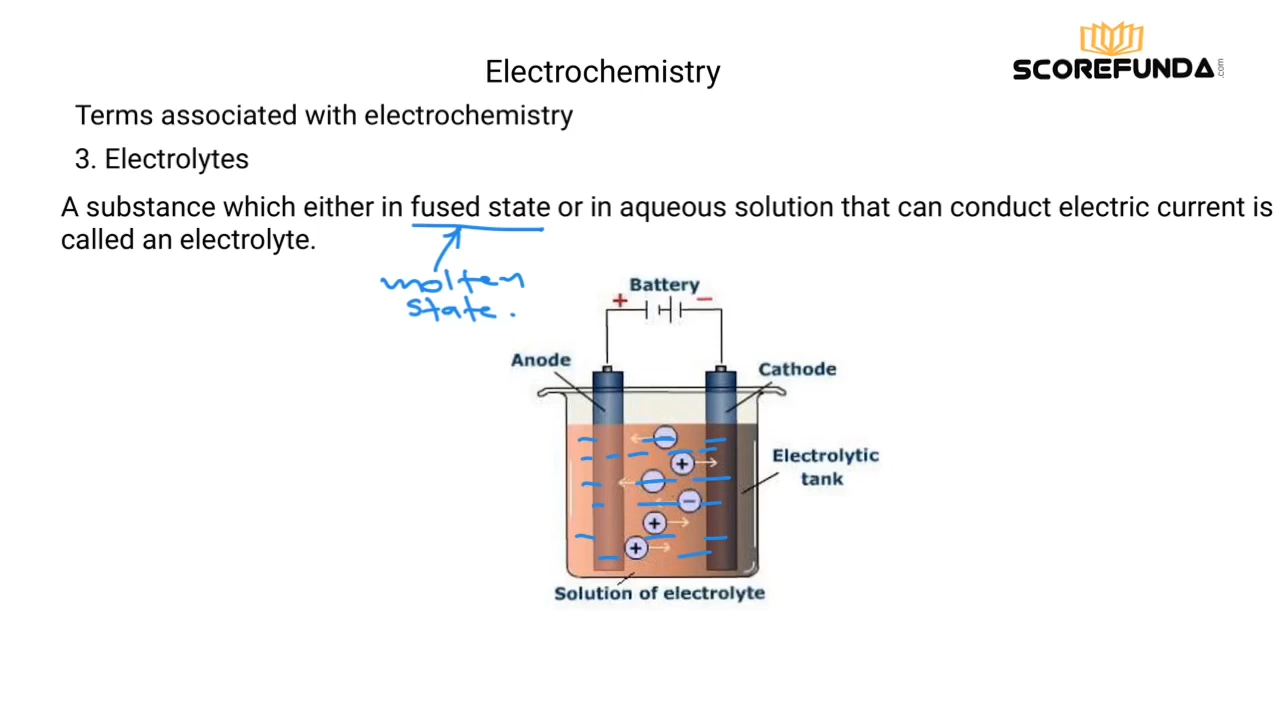 SCOREFUNDA.com
Electrochemistry
Terms associated with electrochemistry
3. Electrolytes
A substance which either in fused state or in aqueous solution that can conduct electric current is
called an electrolyte.
molten
state.
Battery
+ −
Anode
Cathode
−
+
Electrolytic
tank
−
+
+
Solution of electrolyte